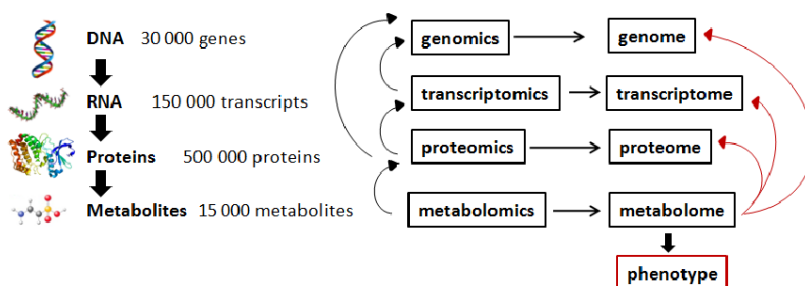 DNA 30 000 genes
genomics genome
RNA 150 000 transcripts
transcriptomics transcriptome
Proteins 500 000 proteins
proteomics proteome
Metabolites 15 000 metabolites
metabolomics metabolome
phenotype